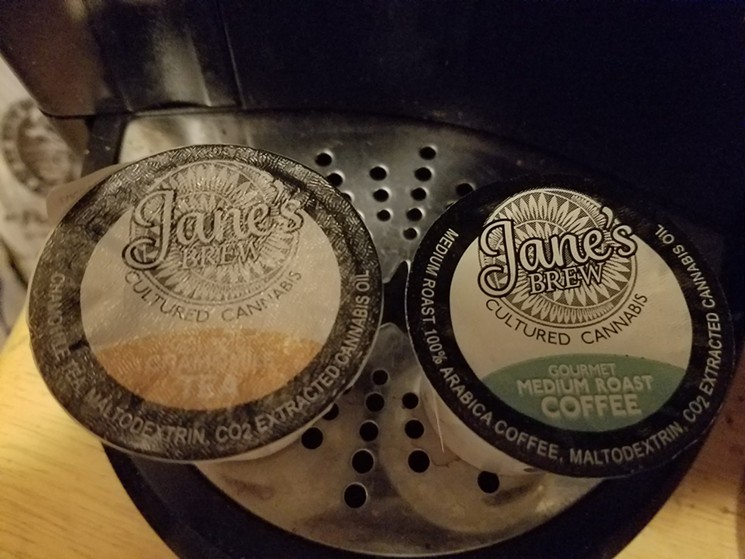 Jane's
BREW
CULTURED CANNABIS
TEA
CHAMOMILE TEA, MALTODEXTRIN, CO2 EXTRACTED CANNABIS OIL
Jane's
BREW
CULTURED CANNABIS
GOURMET
MEDIUM ROAST
COFFEE
MEDIUM ROAST 100% ARABICA COFFEE, MALTODEXTRIN, CO2 EXTRACTED CANNABIS OIL